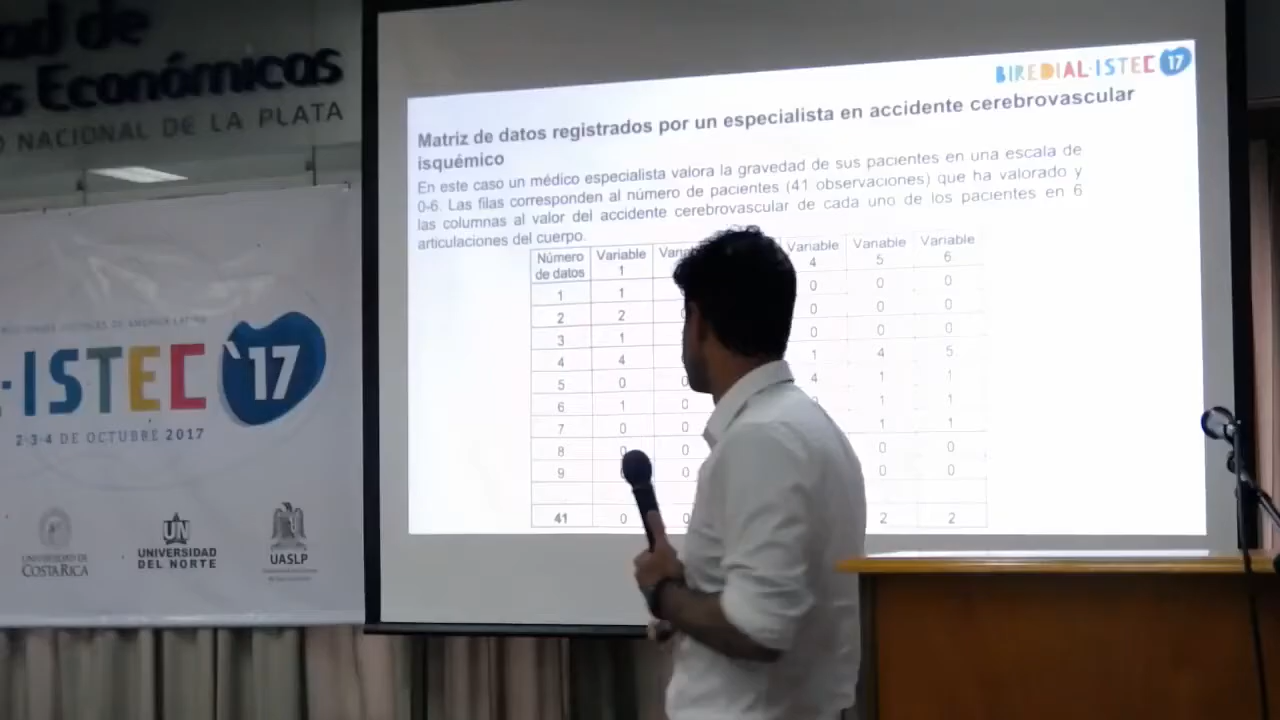 ad de
s Económicas
NACIONAL DE LA PLATA
ISTEC '17
2·3·4 DE OCTUBRE 2017
UNIVERSIDAD DE
COSTA RICA
UN
UNIVERSIDAD
DEL NORTE
UASLP
BIREDIAL·ISTEC 17
Matriz de datos registrados por un especialista en accidente cerebrovascular
isquémico
En este caso un médico especialista valora la gravedad de sus pacientes en una escala de
0-6. Las filas corresponden al número de pacientes (41 observaciones) que ha valorado y
las columnas al valor del accidente cerebrovascular de cada uno de los pacientes en 6
articulaciones del cuerpo.
Número de datos Variable 1 Variable 4 Variable 5 Variable 6
1 1 0 0 0
2 2 0 0 0
3 1 0 0 0
4 4 1 4 5
5 0 0 4 1 1
6 1 0 1 1
7 0 0 1 1
8 0 0 0 0
9 0 0 0
41 0 0 2 2